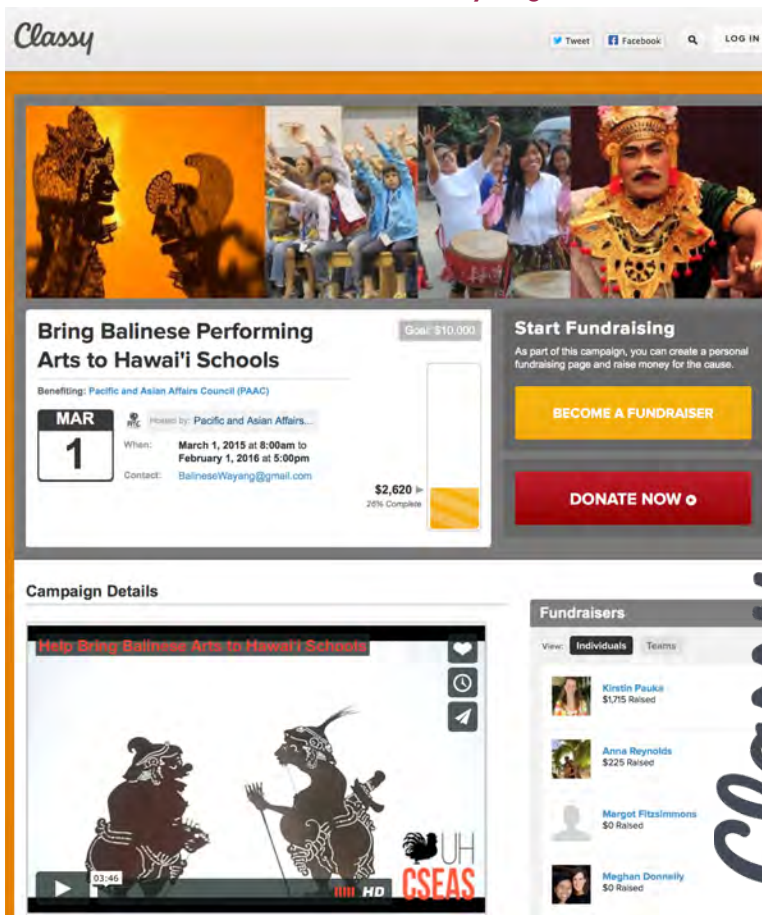 Classy
Tweet
Facebook
LOG IN
Bring Balinese Performing
Arts to Hawai'i Schools
Goal: $10,000
Benefiting: Pacific and Asian Affairs Council (PAAC)
MAR
1
Hosted by: Pacific and Asian Affairs...
When: March 1, 2015 at 8:00am to
February 1, 2016 at 5:00pm
Contact: BalineseWayang@gmail.com
$2,620
26% Complete
Start Fundraising
As part of this campaign, you can create a personal
fundraising page and raise money for the cause.
BECOME A FUNDRAISER
DONATE NOW
Campaign Details
Help Bring Balinese Arts to Hawai'i Schools
03:46
HD
UH
CSEAS
Fundraisers
View: Individuals Teams
Kirstin Pauka
$1,715 Raised
Anna Reynolds
$225 Raised
Margot Fitzsimmons
$0 Raised
Meghan Donnelly
$0 Raised